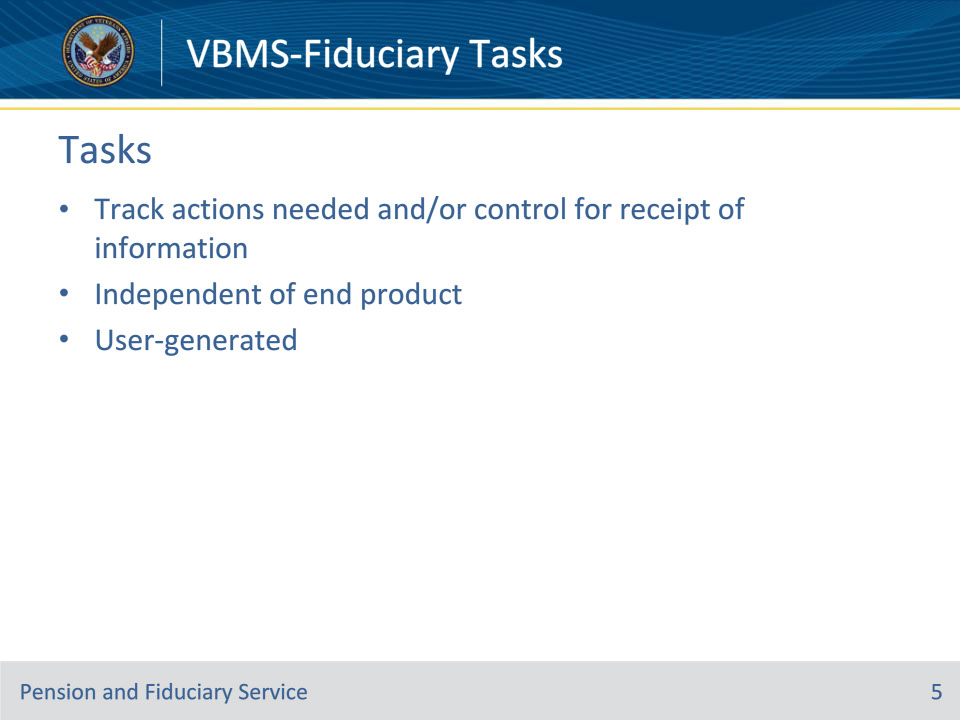 VBMS-Fiduciary Tasks
Tasks
• Track actions needed and/or control for receipt of
information
• Independent of end product
• User-generated
Pension and Fiduciary Service
5